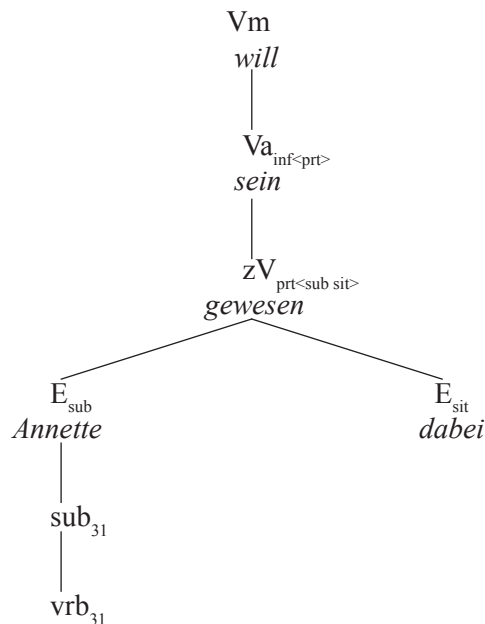 Vm
will
Va inf<prt>
sein
zV prt<sub sit>
gewesen
E sub E sit
Annette dabei
sub 31
vrb 31